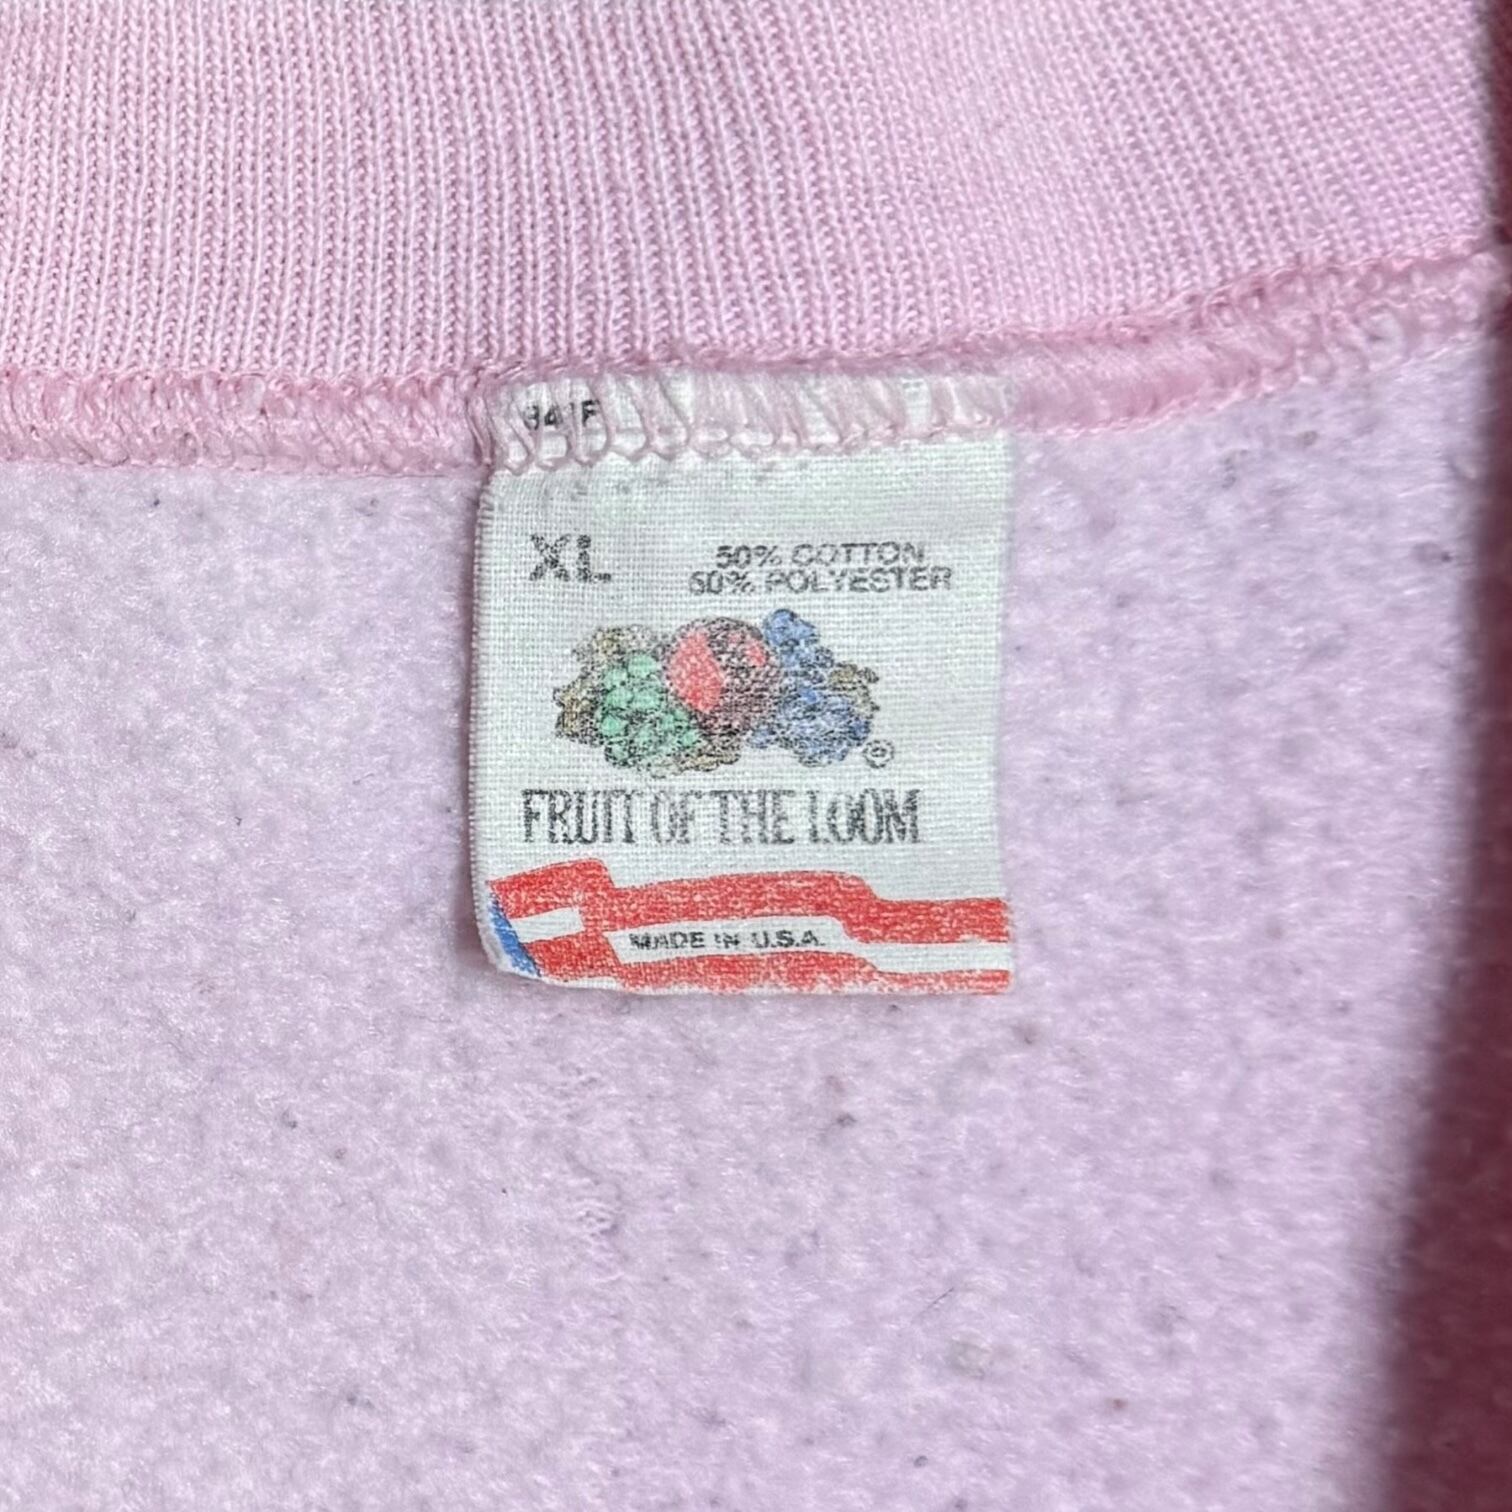 XL
50% COTTON
50% POLYESTER
®
FRUIT OF THE LOOM
MADE IN U.S.A.